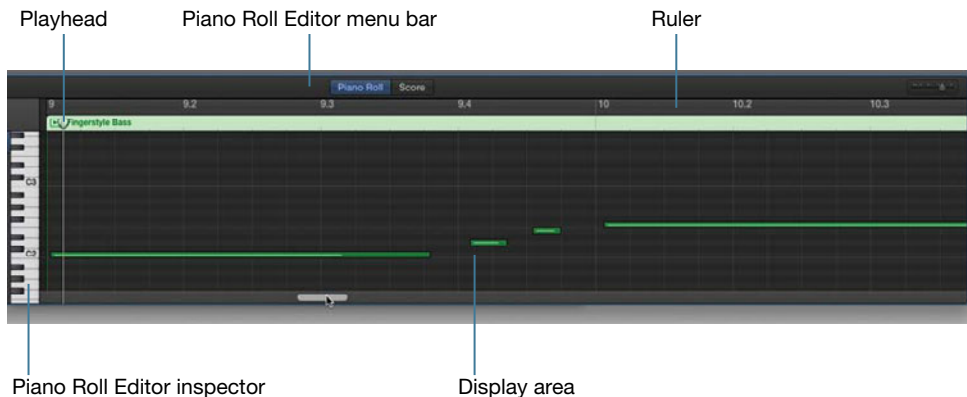 Playhead
Piano Roll Editor menu bar
Ruler
Piano Roll Score
9 9.2 9.3 9.4 10 10.2 10.3
Fingerstyle Bass
C3
C2
Piano Roll Editor inspector
Display area